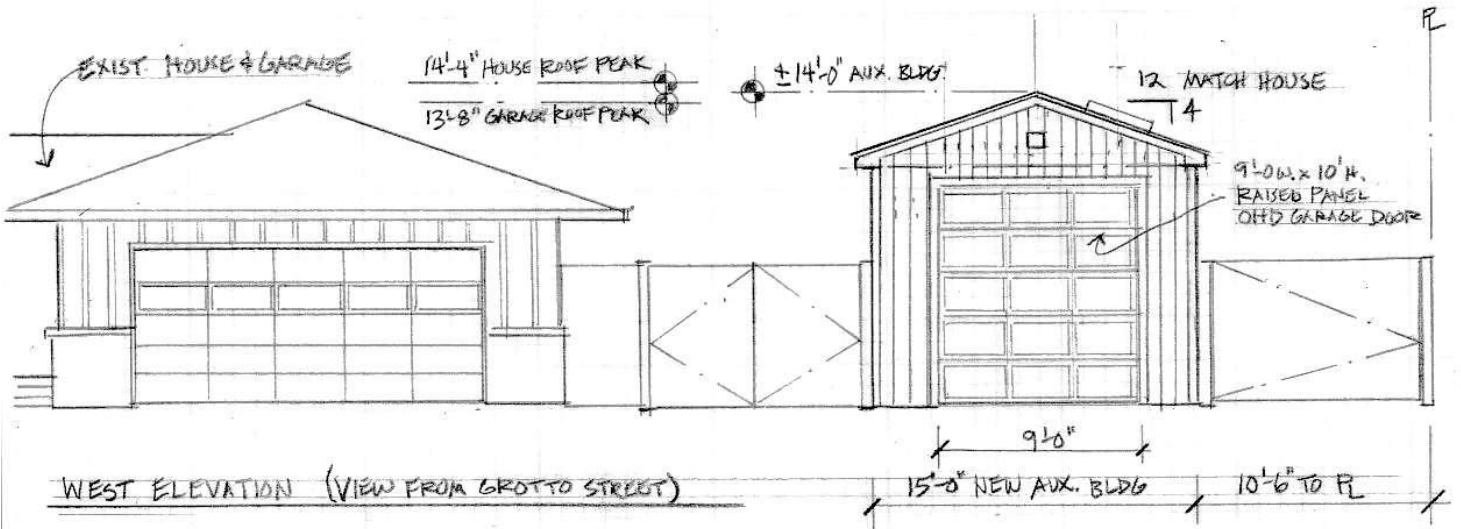 EXIST. HOUSE & GARAGE
14'-4" HOUSE ROOF PEAK
13'-8" GARAGE ROOF PEAK
± 14'-0" AUX. BLDG.
12 MATCH HOUSE
4
PL
9'-0 W. x 10' H.
RAISED PANEL
OHD GARAGE DOOR
9'-0"
WEST ELEVATION (VIEW FROM GROTTO STREET)
15'-0" NEW AUX. BLDG
10'-6" TO PL